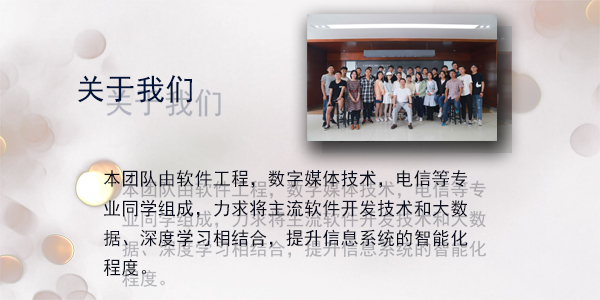 关于我们
本团队由软件工程，数字媒体技术，电信等专
业同学组成，力求将主流软件开发技术和大数
据、深度学习相结合，提升信息系统的智能化
程度。